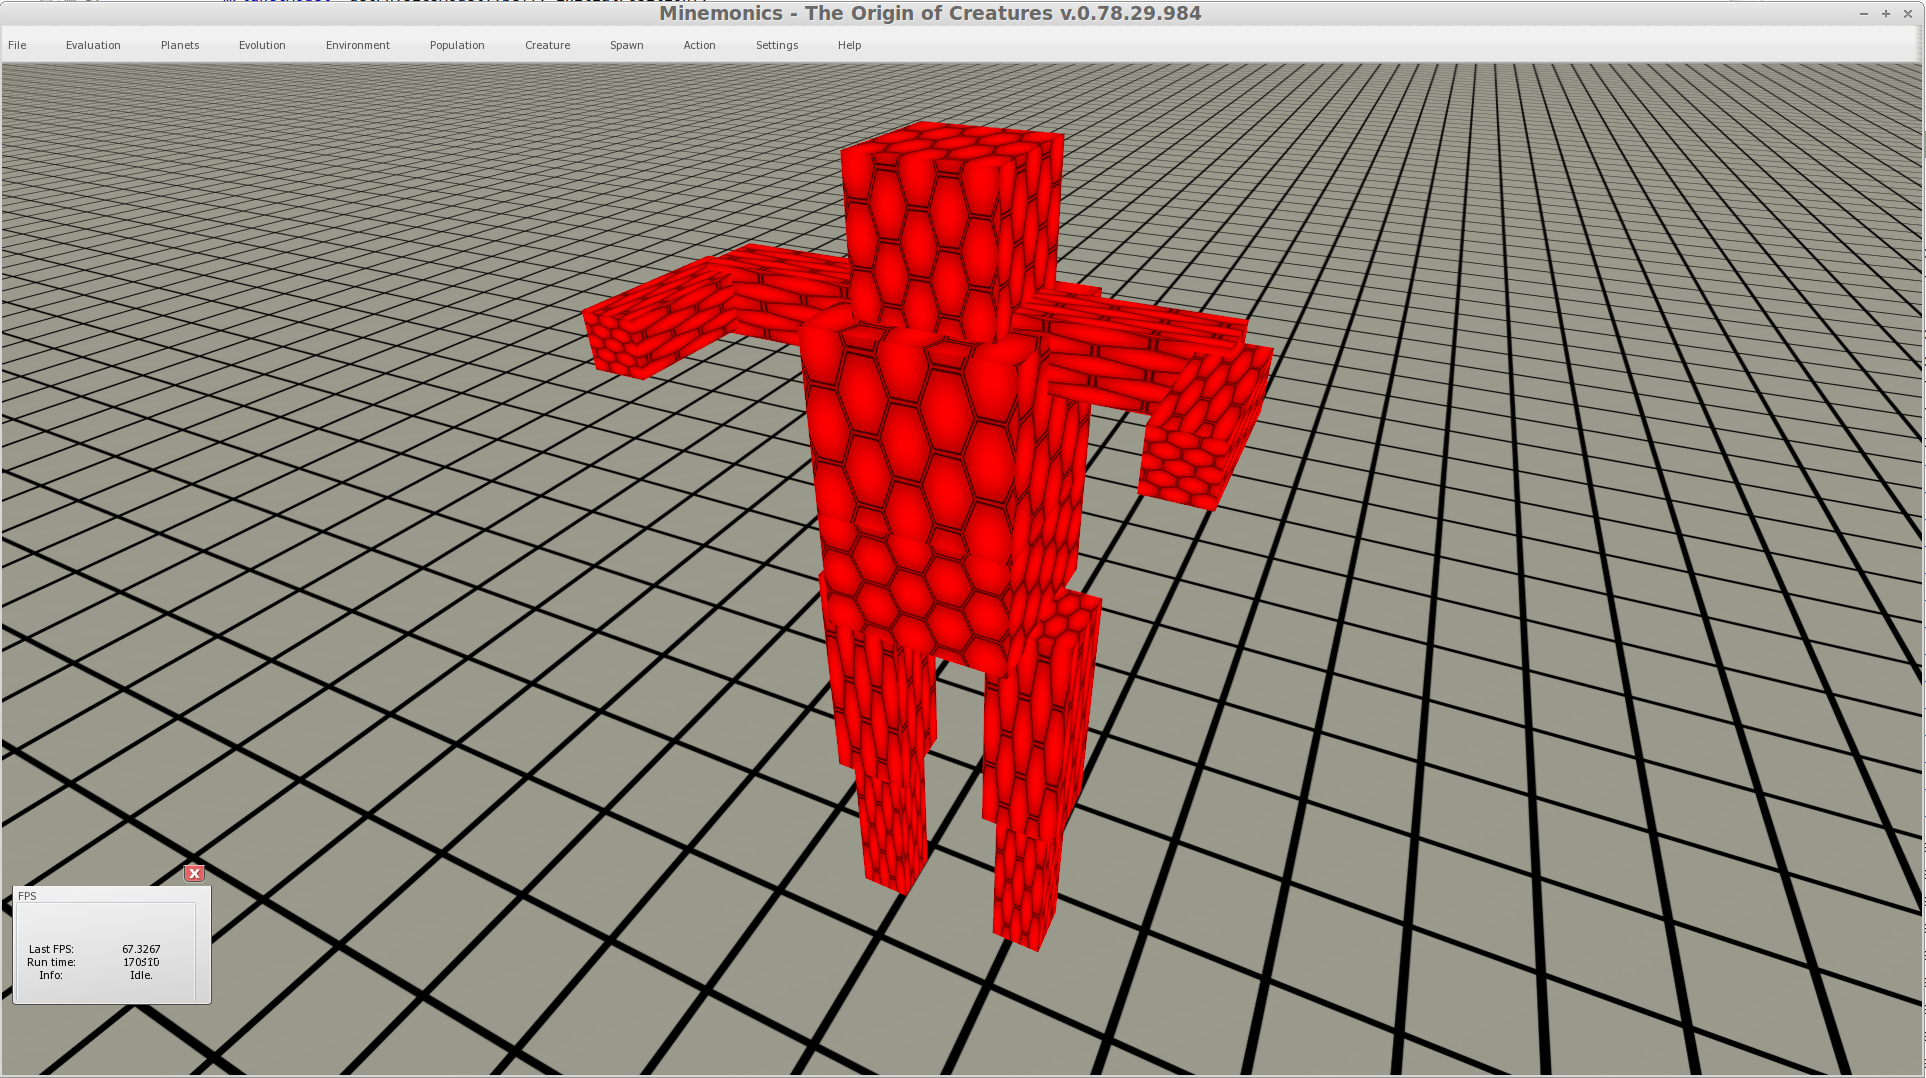 Minemonics - The Origin of Creatures v.0.78.29.984
File Evaluation Planets Evolution Environment Population Creature Spawn Action Settings Help
FPS
Last FPS: 67.3267
Run time:
Info: Idle.